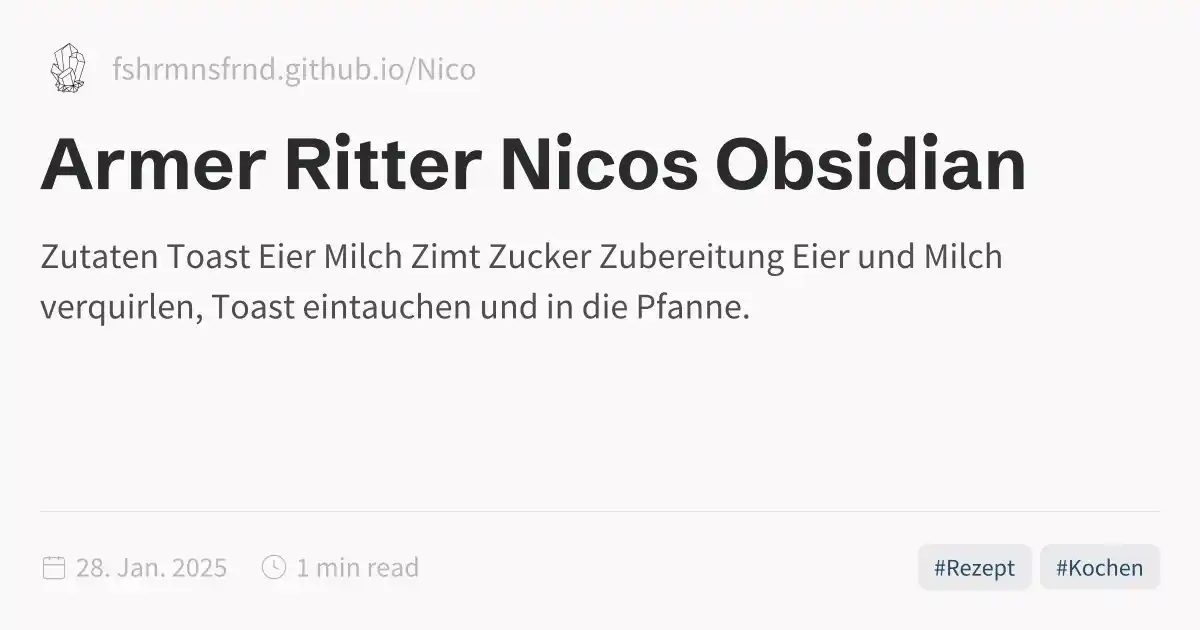 fshrmnsfrnd.github.io/Nico
Armer Ritter Nicos Obsidian
Zutaten Toast Eier Milch Zimt Zucker Zubereitung Eier und Milch
verquirlen, Toast eintauchen und in die Pfanne.
28. Jan. 2025 1 min read #Rezept #Kochen